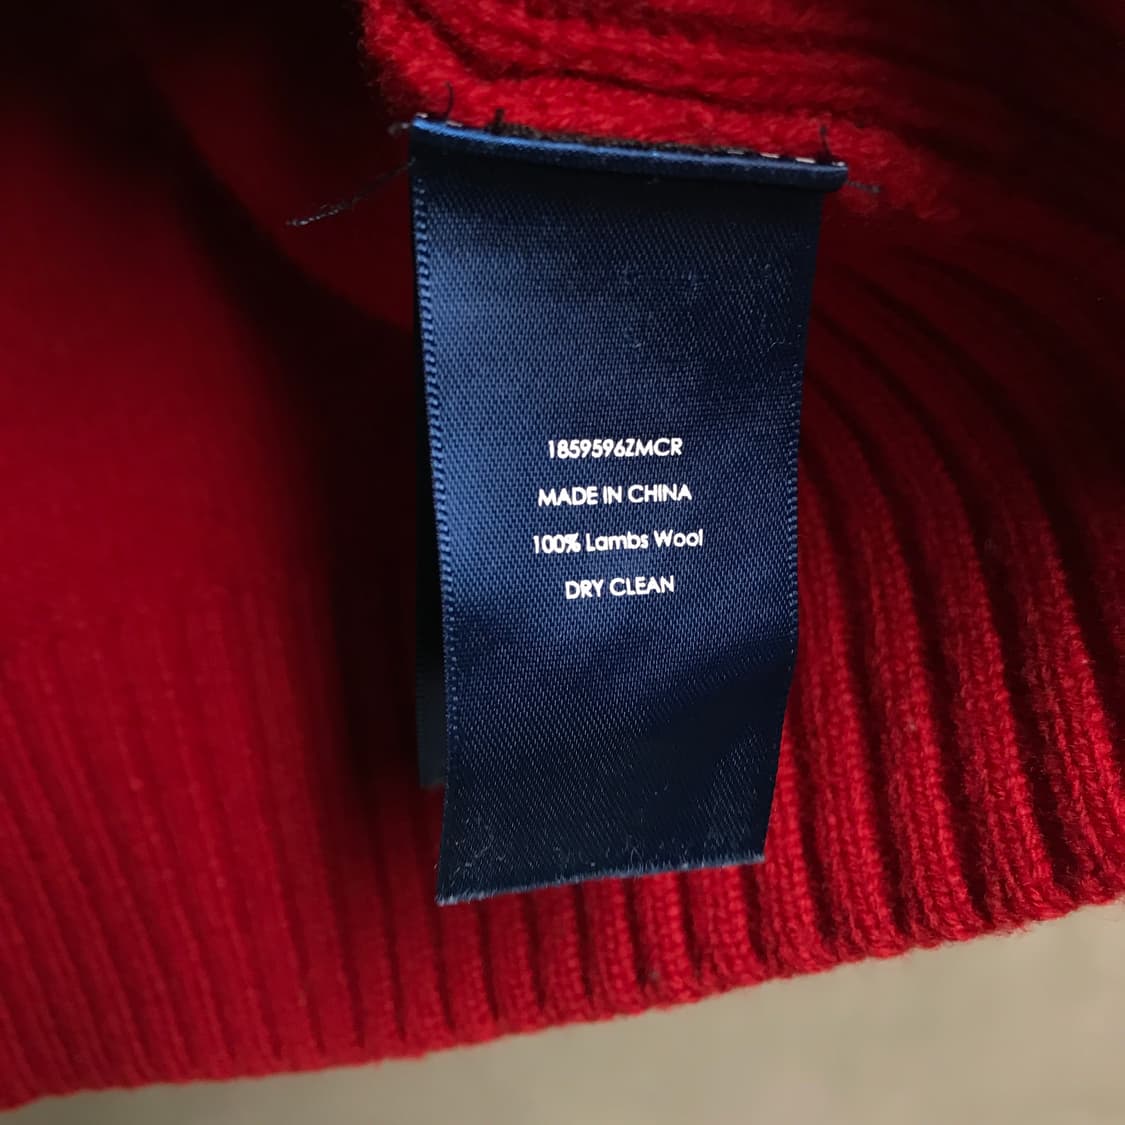 1859596ZMCR
MADE IN CHINA
100% Lambs Wool
DRY CLEAN